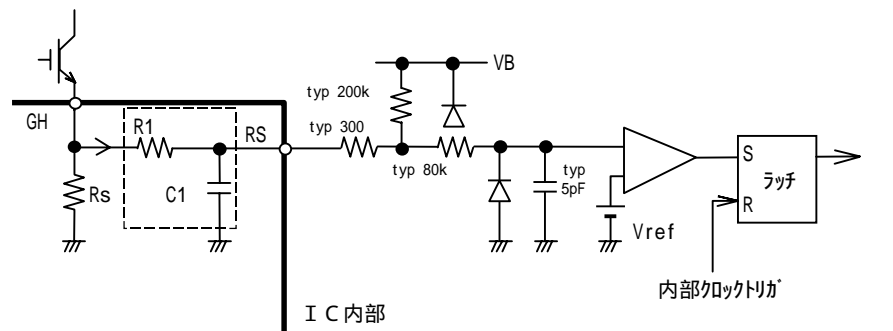 VB
typ 200k
GH
R1
RS
typ 300
typ 80k
typ
5pF
Rs
C1
Vref
S
ラッチ
R
内部クロックトリガ
IC内部